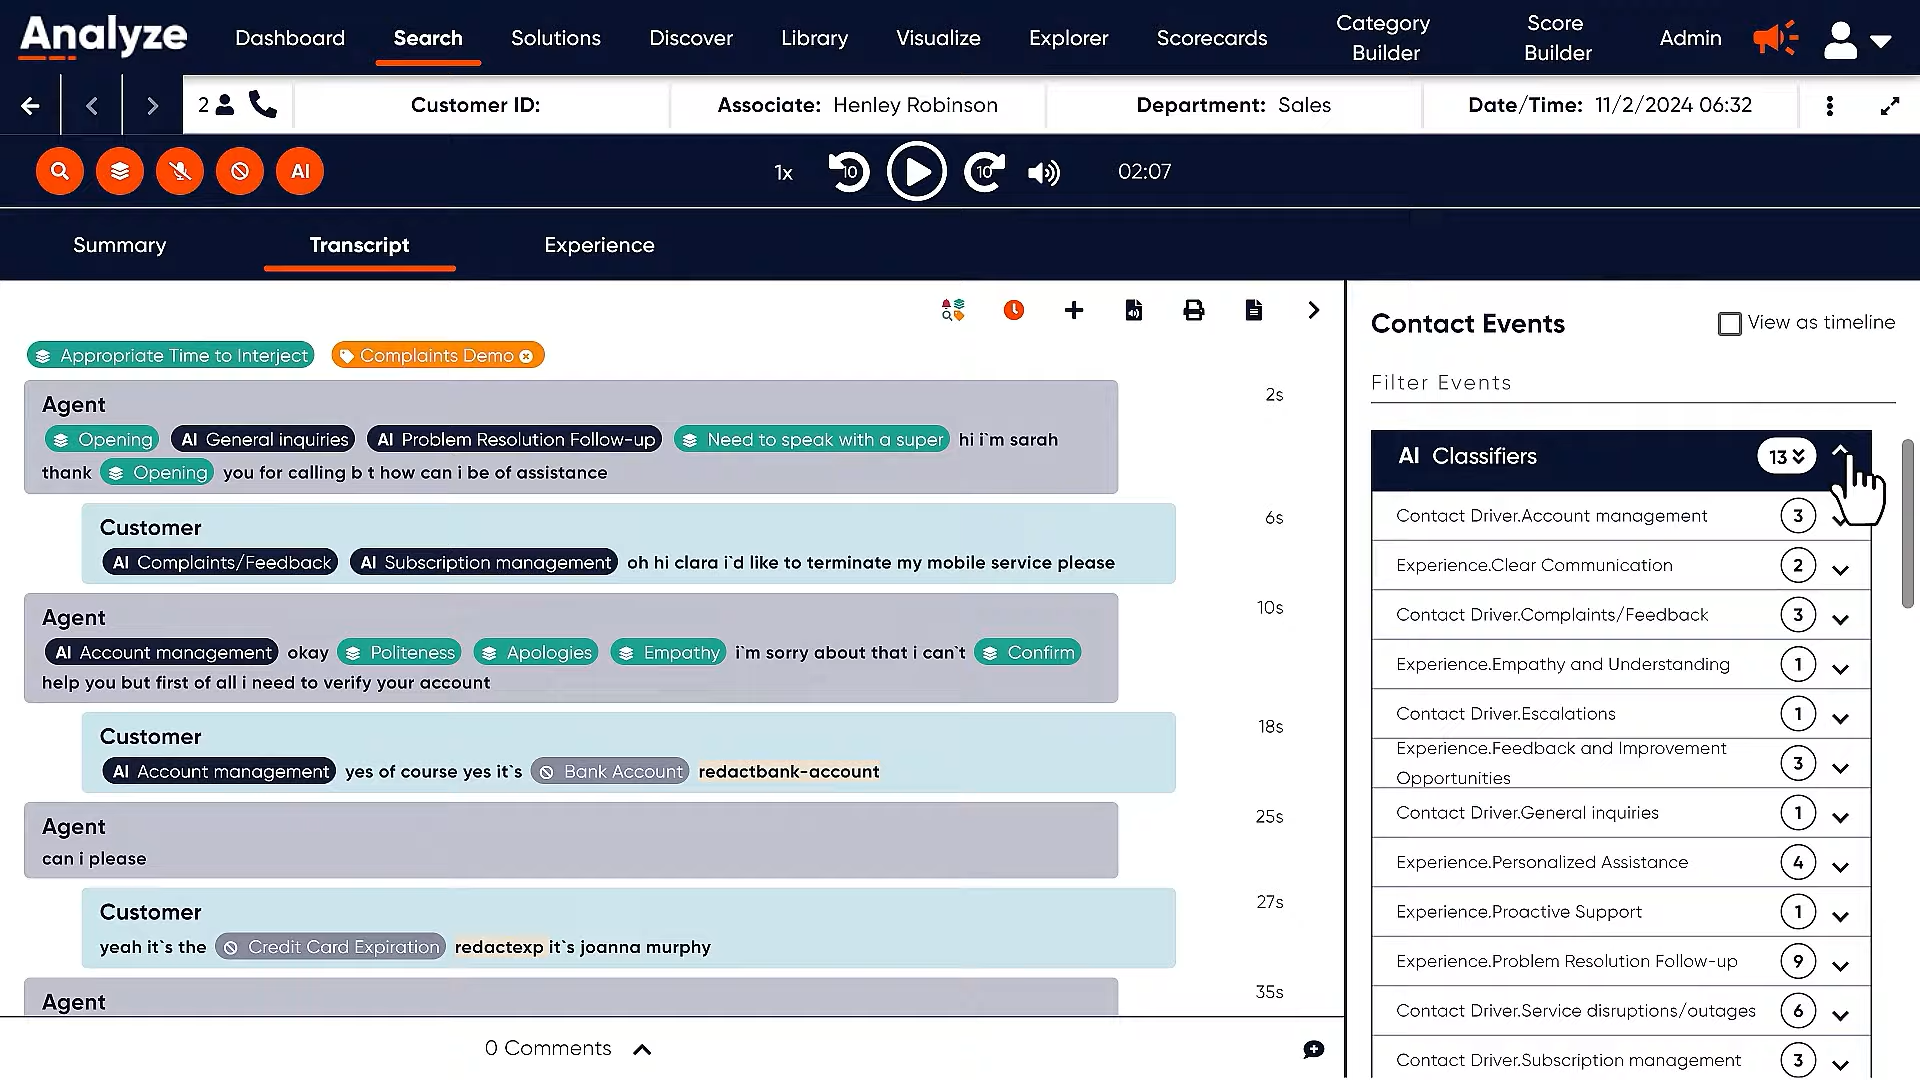 Analyze
Dashboard Search Solutions Discover Library Visualize Explorer Scorecards Category Builder Score Builder Admin
2 Customer ID: Associate: Henley Robinson Department: Sales Date/Time: 11/2/2024 06:32
AI 1x 10 10 02:07
Summary Transcript Experience
Appropriate Time to Interject Complaints Demo
Agent 2s
Opening AI General inquiries AI Problem Resolution Follow-up Need to speak with a super hi i`m sarah
thank Opening you for calling b t how can i be of assistance
Customer 6s
AI Complaints/Feedback AI Subscription management oh hi clara i`d like to terminate my mobile service please
Agent 10s
AI Account management okay Politeness Apologies Empathy i`m sorry about that i can`t Confirm
help you but first of all i need to verify your account
Customer 18s
AI Account management yes of course yes it`s Bank Account redactbank-account
Agent 25s
can i please
Customer 27s
yeah it`s the Credit Card Expiration redactexp it`s joanna murphy
Agent 35s
0 Comments
Contact Events View as timeline
Filter Events
AI Classifiers 13
Contact Driver.Account management 3
Experience.Clear Communication 2
Contact Driver.Complaints/Feedback 3
Experience.Empathy and Understanding 1
Contact Driver.Escalations 1
Experience.Feedback and Improvement
Opportunities 3
Contact Driver.General inquiries 1
Experience.Personalized Assistance 4
Experience.Proactive Support 1
Experience.Problem Resolution Follow-up 9
Contact Driver.Service disruptions/outages 6
Contact Driver.Subscription management 3